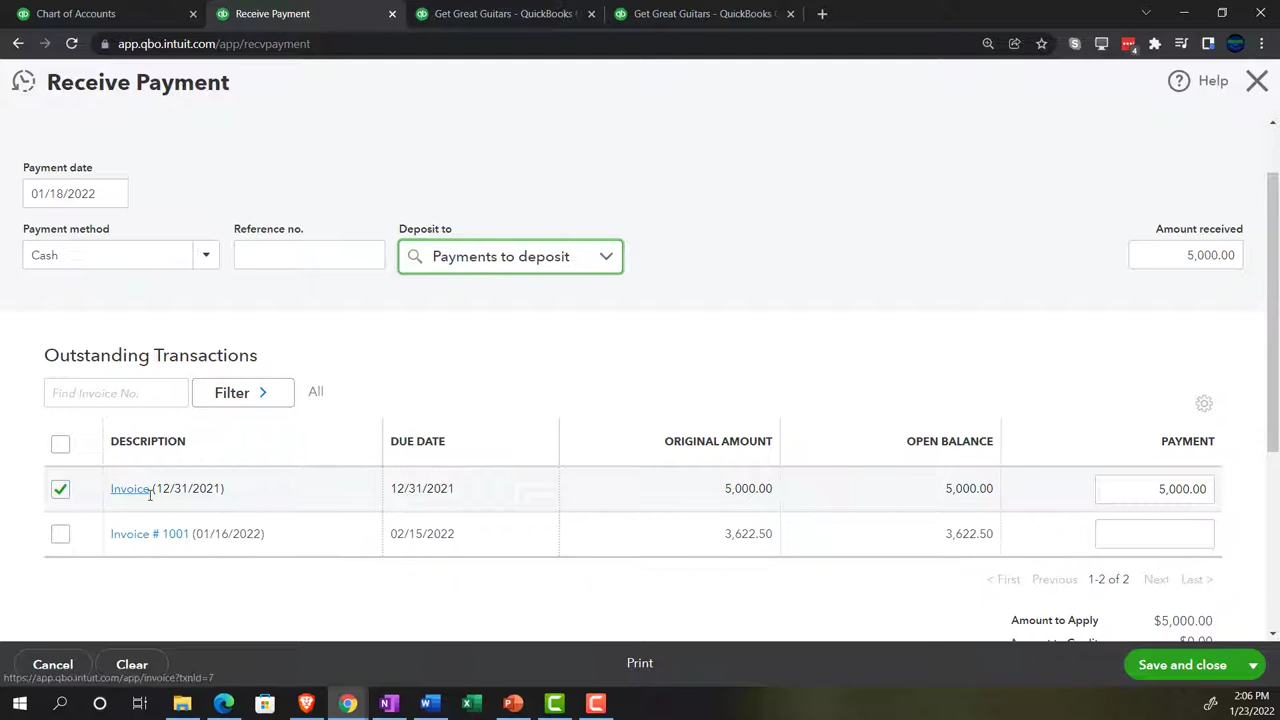 Chart of Accounts
Receive Payment
Get Great Guitars - QuickBooks
Get Great Guitars - QuickBooks
app.qbo.intuit.com/app/recvpayment
4
Receive Payment
Help
Payment date
01/18/2022
Payment method
Reference no.
Deposit to
Amount received
Cash
Payments to deposit
5,000.00
Outstanding Transactions
Find Invoice No.
Filter
All
DESCRIPTION
DUE DATE
ORIGINAL AMOUNT
OPEN BALANCE
PAYMENT
Invoice (12/31/2021)
12/31/2021
5,000.00
5,000.00
5,000.00
Invoice # 1001 (01/16/2022)
02/15/2022
3,622.50
3,622.50
< First
Previous
1-2 of 2
Next
Last >
Amount to Apply
$5,000.00
Amount to Credit
$0.00
Cancel
Clear
Print
Save and close
https://app.qbo.intuit.com/app/invoice?txnId=7
2:06 PM
1/23/2022